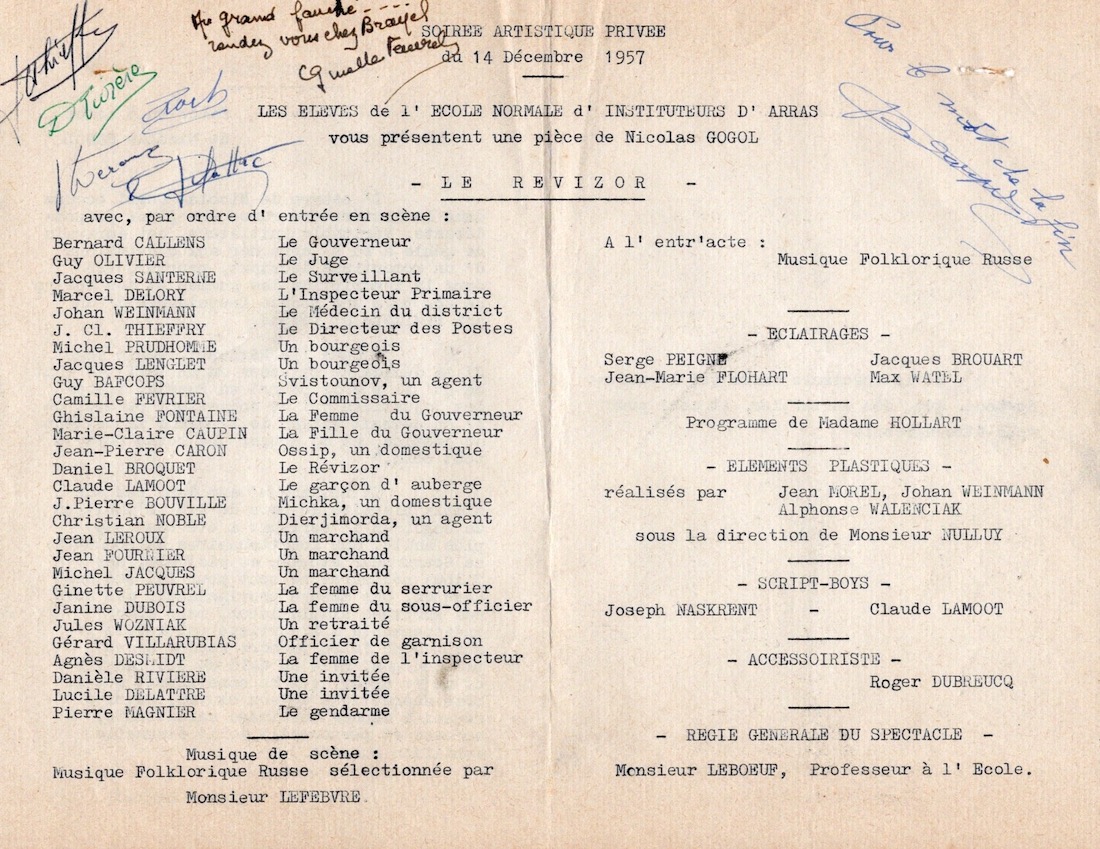 Au grand fauche ....
rendez vous chez Brayel
SOIREE ARTISTIQUE PRIVEE
du 14 Décembre 1957
D Rivière
Pour le mot de la fin
LES ELEVES de l' ECOLE NORMALE d' INSTITUTEURS D' ARRAS
vous présentent une pièce de Nicolas GOGOL
- LE REVIZOR -
avec, par ordre d' entrée en scène :
Bernard CALLENS Le Gouverneur
Guy OLIVIER Le Juge
Jacques SANTERNE Le Surveillant
Marcel DELORY L'Inspecteur Primaire
Johan WEINMANN Le Médecin du district
J. Cl. THIEFFRY Le Directeur des Postes
Michel PRUDHOMME Un bourgeois
Jacques LENGLET Un bourgeois
Guy BAFCOPS Svistounov, un agent
Camille FEVRIER Le Commissaire
Ghislaine FONTAINE La Femme du Gouverneur
Marie-Claire CAUPIN La Fille du Gouverneur
Jean-Pierre CARON Ossip, un domestique
Daniel BROQUET Le Révizor
Claude LAMOOT Le garçon d' auberge
J.Pierre BOUVILLE Michka, un domestique
Christian NOBLE Dierjimorda, un agent
Jean LEROUX Un marchand
Jean FOURNIER Un marchand
Michel JACQUES Un marchand
Ginette PEUVREL La femme du serrurier
Janine DUBOIS La femme du sous-officier
Jules WOZNIAK Un retraité
Gérard VILLARUBIAS Officier de garnison
Agnès DESMIDT La femme de l'inspecteur
Danièle RIVIERE Une invitée
Lucile DELATTRE Une invitée
Pierre MAGNIER Le gendarme
Musique de scène :
Musique Folklorique Russe sélectionnée par
Monsieur LEFEBVRE
A l' entr'acte :
Musique Folklorique Russe
- ECLAIRAGES -
Serge PEIGNE Jacques BROUART
Jean-Marie FLOHART Max WATEL
Programme de Madame HOLLART
- ELEMENTS PLASTIQUES -
réalisés par Jean MOREL, Johan WEINMANN
Alphonse WALENCIAK
sous la direction de Monsieur NULLUY
- SCRIPT-BOYS -
Joseph NASKRENT - Claude LAMOOT
- ACCESSOIRISTE -
Roger DUBREUCQ
- REGIE GENERALE DU SPECTACLE -
Monsieur LEBOEUF, Professeur à l' Ecole.